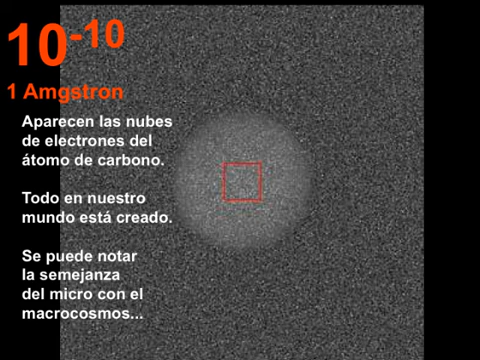 10-10
1 Amgstron
Aparecen las nubes
de electrones del
átomo de carbono.
Todo en nuestro
mundo está creado.
Se puede notar
la semejanza
del micro con el
macrocosmos...